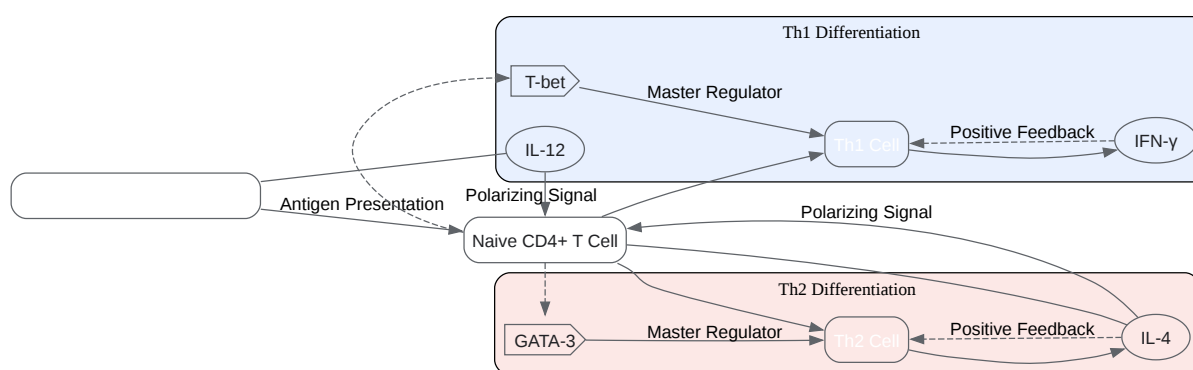 Th1 Differentiation
T-bet
Master Regulator
Th1 Cell
Positive Feedback
IFN-γ
IL-12
Polarizing Signal
Antigen Presentation
Naive CD4+ T Cell
Polarizing Signal
Th2 Differentiation
GATA-3
Master Regulator
Th2 Cell
Positive Feedback
IL-4